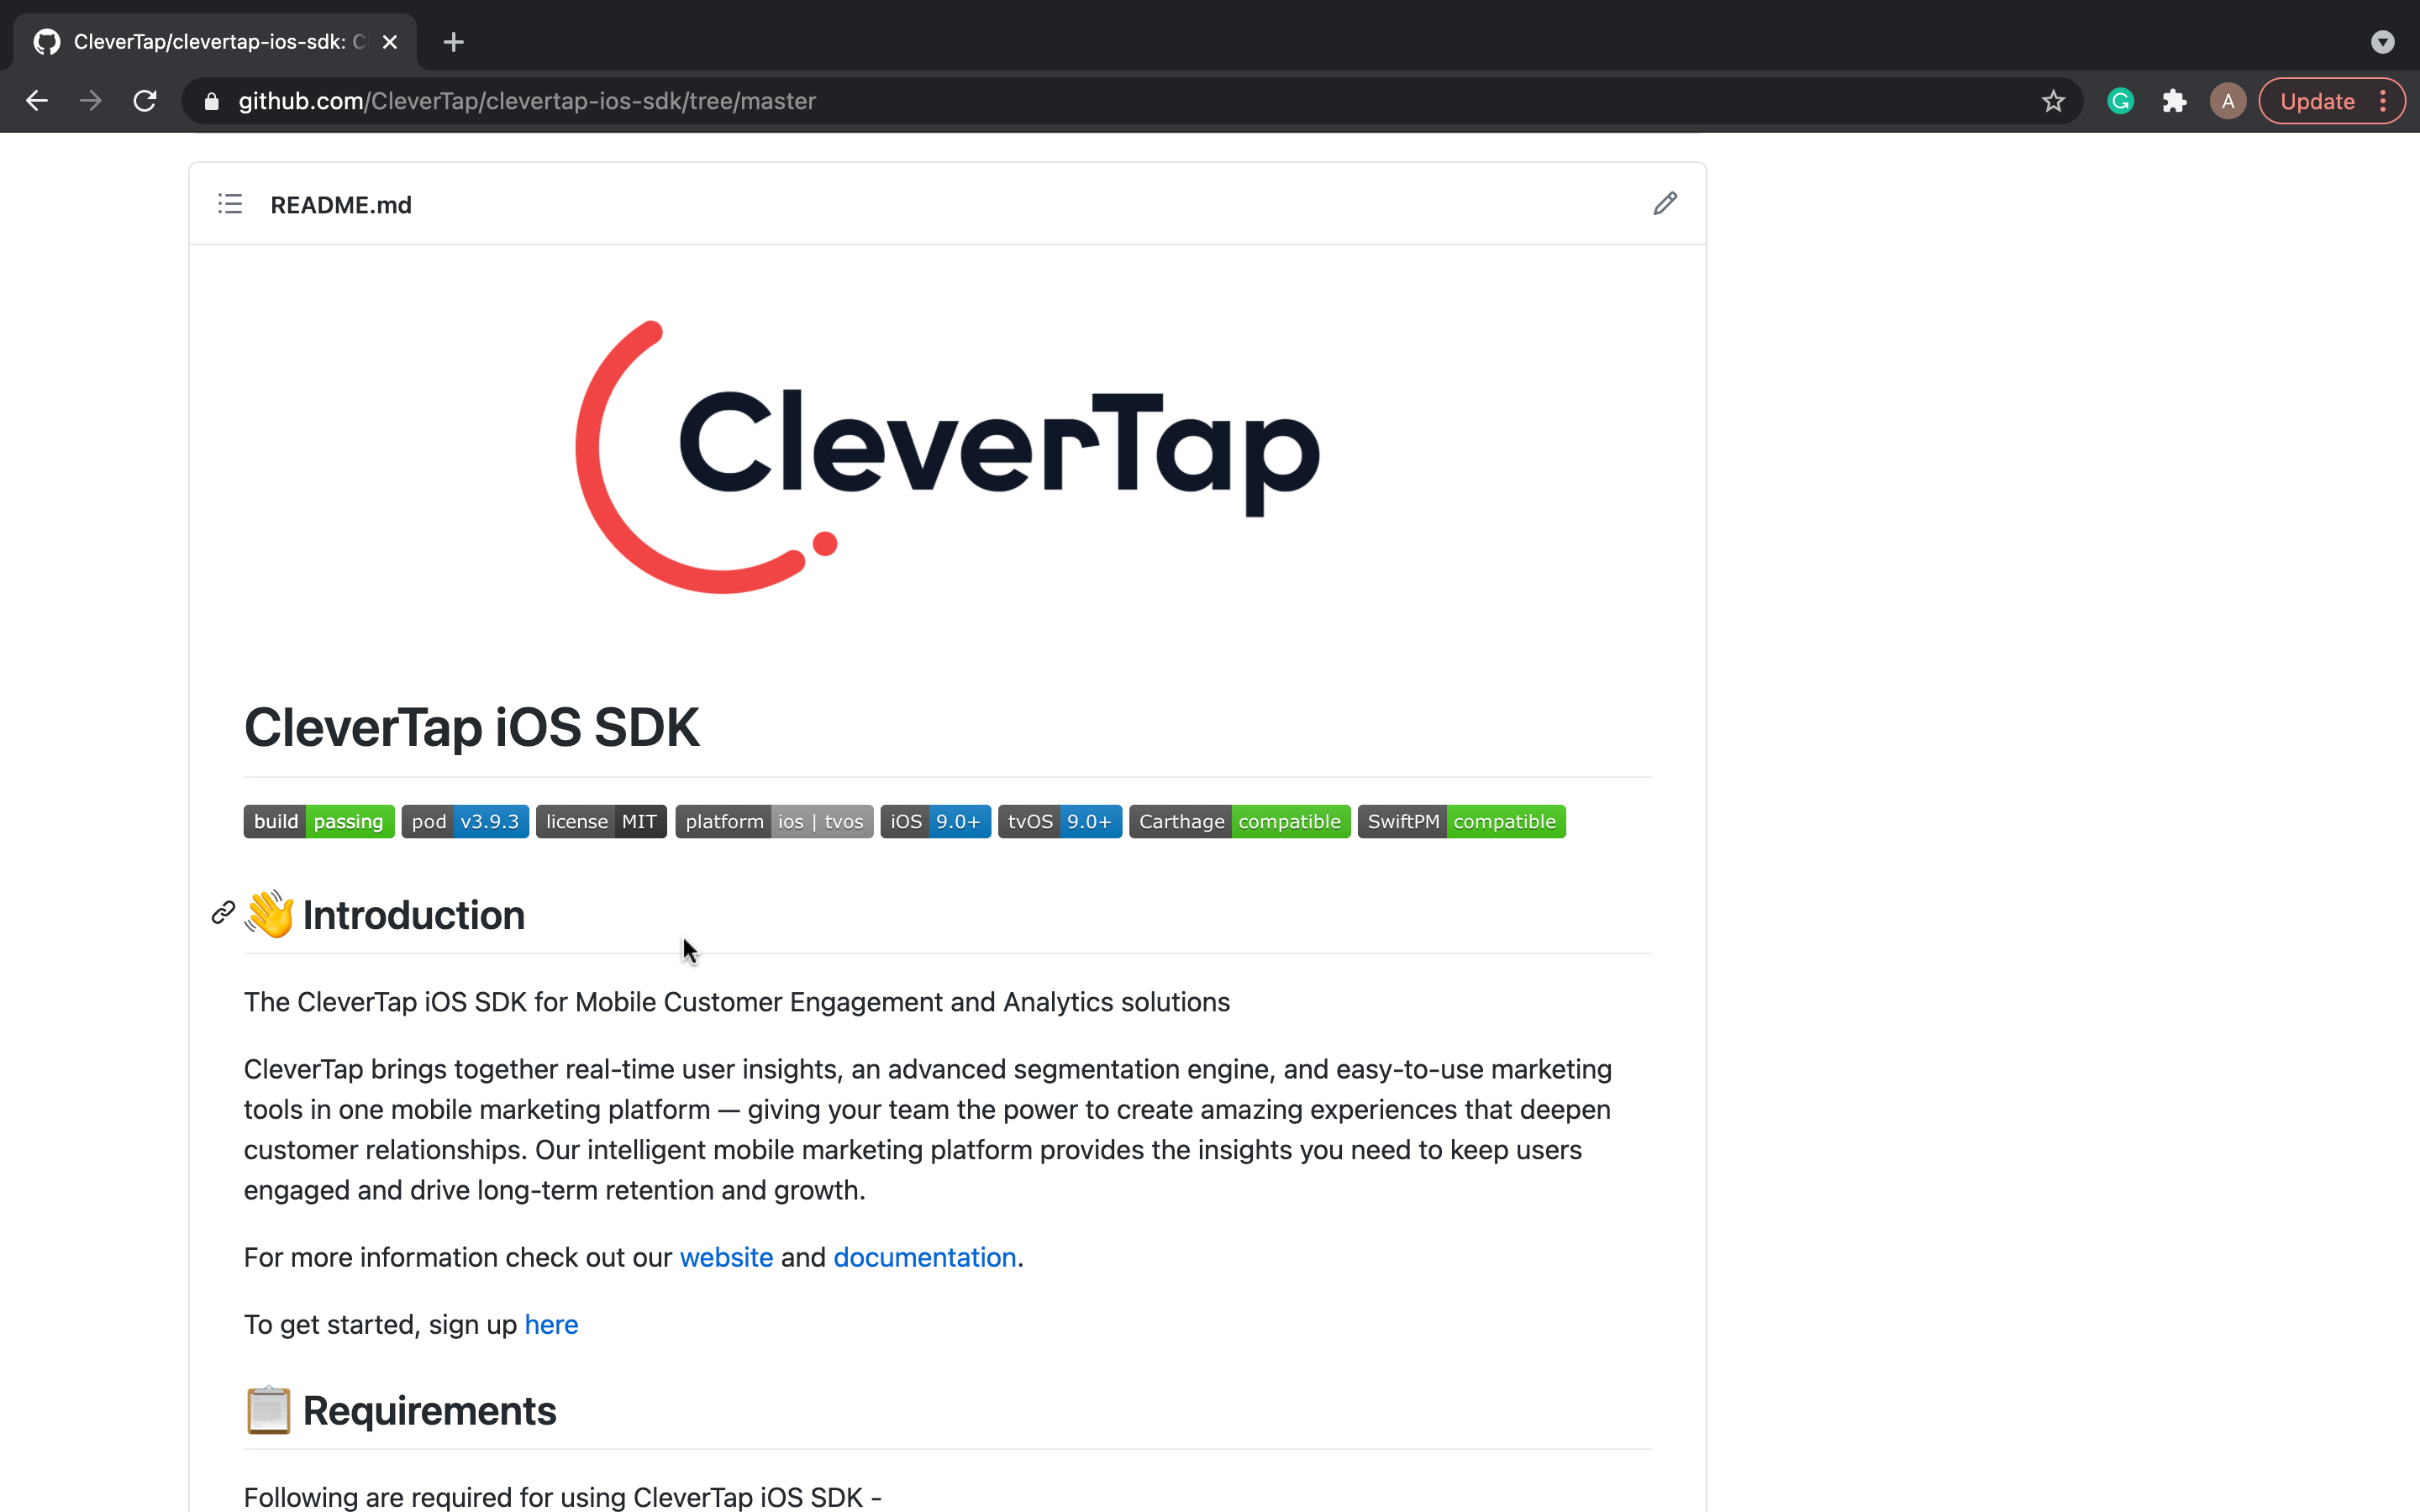 CleverTap/clevertap-ios-sdk: C
github.com/CleverTap/clevertap-ios-sdk/tree/master
A
Update
README.md
CleverTap
CleverTap iOS SDK
build passing pod v3.9.3 license MIT platform ios | tvos iOS 9.0+ tvOS 9.0+ Carthage compatible SwiftPM compatible
👋 Introduction
The CleverTap iOS SDK for Mobile Customer Engagement and Analytics solutions
CleverTap brings together real-time user insights, an advanced segmentation engine, and easy-to-use marketing
tools in one mobile marketing platform — giving your team the power to create amazing experiences that deepen
customer relationships. Our intelligent mobile marketing platform provides the insights you need to keep users
engaged and drive long-term retention and growth.
For more information check out our website and documentation.
To get started, sign up here
📋 Requirements
Following are required for using CleverTap iOS SDK -